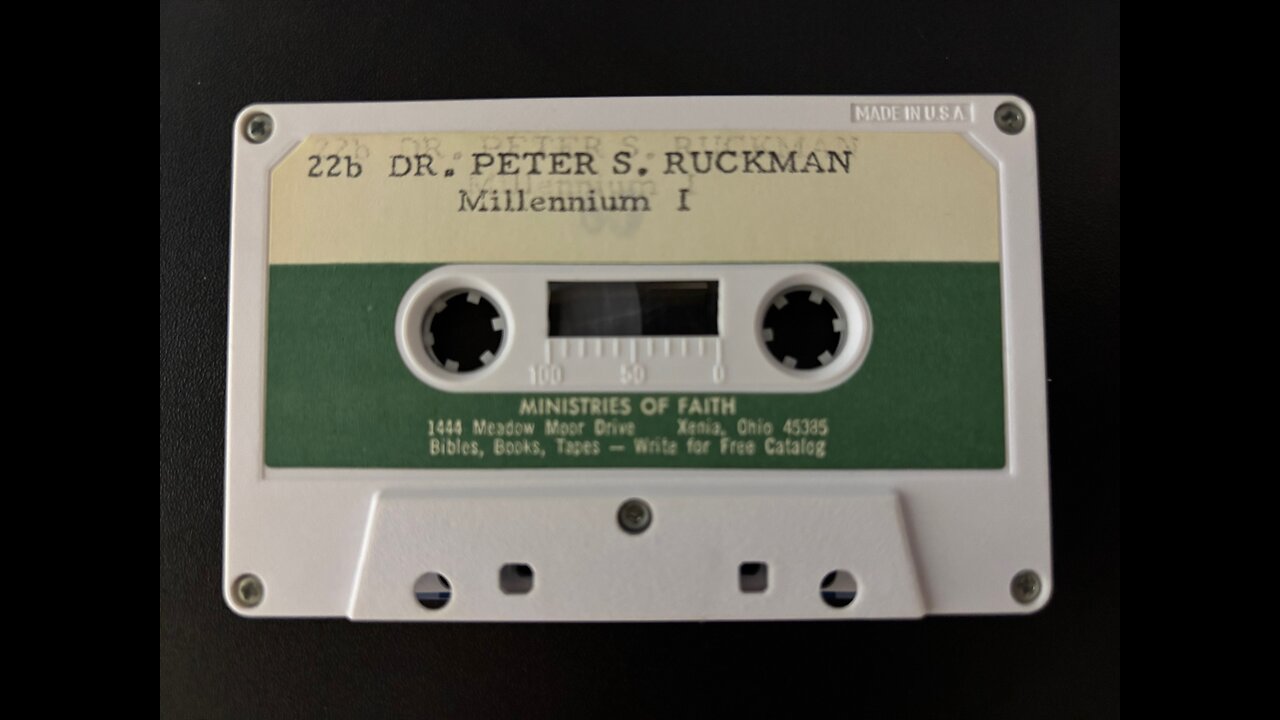 MADE IN U.S.A.
22b DR. PETER S. RUCKMAN
Millennium I
100 50 0
MINISTRIES OF FAITH
1444 Meadow Moor Drive Xenia, Ohio 45385
Bibles, Books, Tapes — Write for Free Catalog